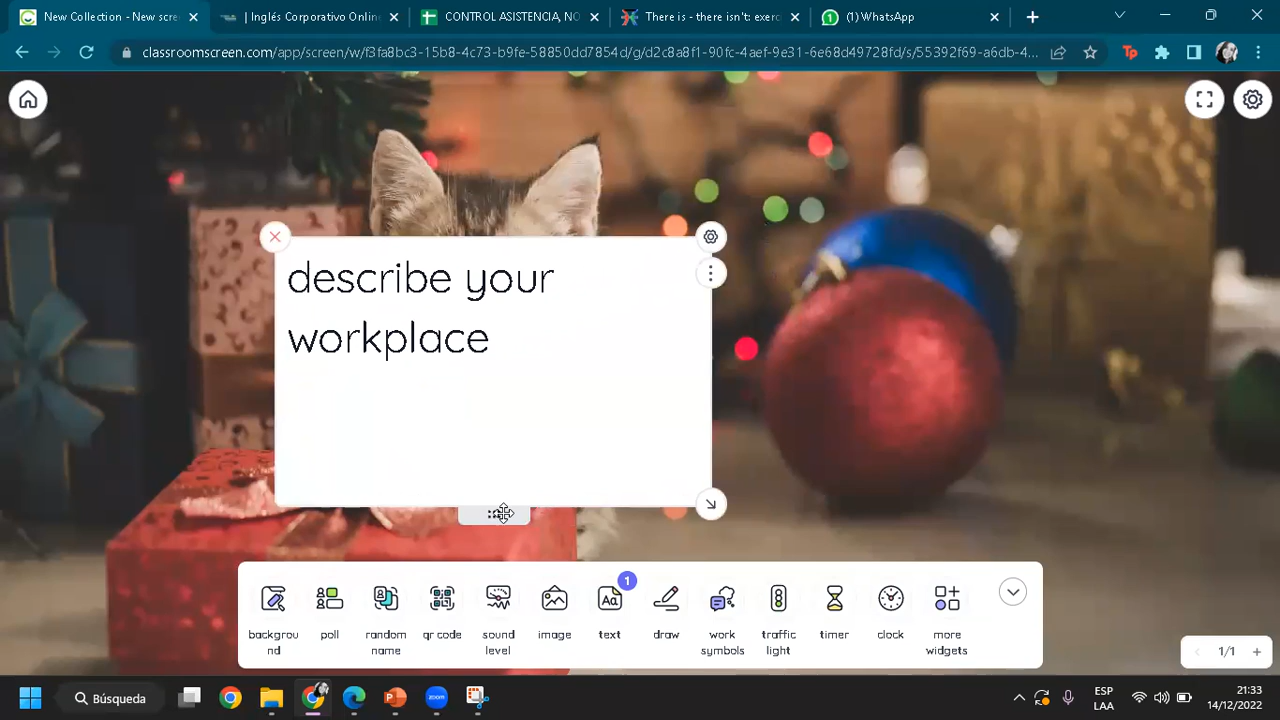 New Collection - New scre
| Inglés Corporativo Online
CONTROL ASISTENCIA, NO
There is - there isn't: exerc
(1) WhatsApp
classroomscreen.com/app/screen/w/f3fa8bc3-15b8-4c73-b9fe-58850dd7854d/g/d2c8a8f1-90fc-4aef-9e31-6e68d49728fd/s/55392f69-a6db-4...
describe your
workplace
1
backgrou
nd
poll
random
name
qr code
sound
level
image
text
draw
work
symbols
traffic
light
timer
clock
more
widgets
1/1
Búsqueda
zoom
ESP
LAA
21:33
14/12/2022